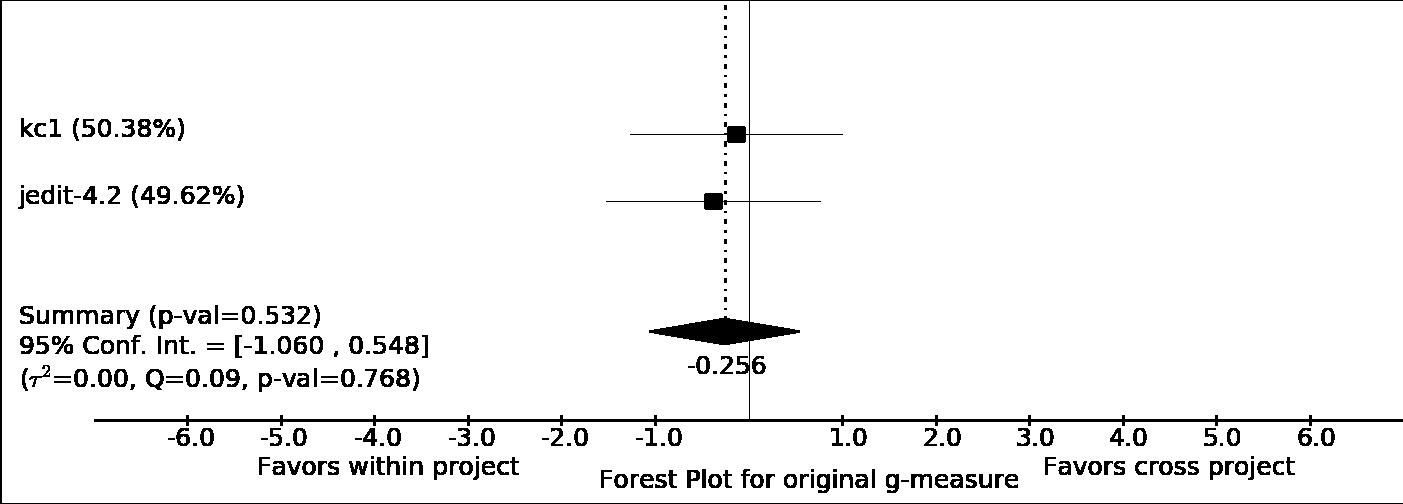 kc1 (50.38%)
jedit-4.2 (49.62%)
Summary (p-val=0.532)
95% Conf. Int. = [-1.060 , 0.548]
(τ²=0.00, Q=0.09, p-val=0.768)
-0.256
-6.0 -5.0 -4.0 -3.0 -2.0 -1.0 1.0 2.0 3.0 4.0 5.0 6.0
Favors within project Favors cross project
Forest Plot for original g-measure